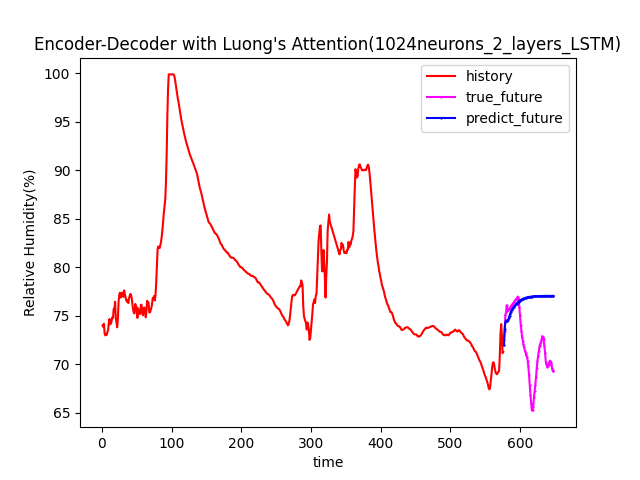 Encoder-Decoder with Luong's Attention(1024neurons_2_layers_LSTM)
history
true_future
predict_future
Relative Humidity(%)
100
95
90
85
80
75
70
65
0
100
200
300
400
500
600
time